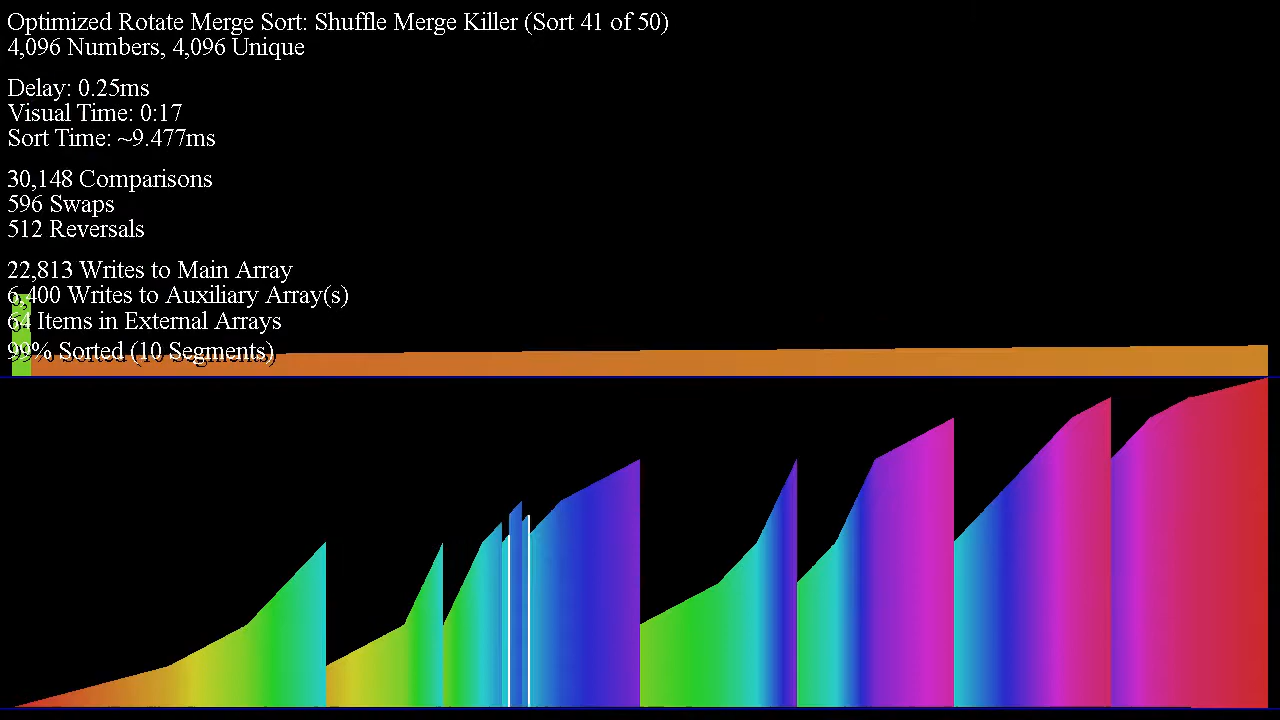 Optimized Rotate Merge Sort: Shuffle Merge Killer (Sort 41 of 50)
4,096 Numbers, 4,096 Unique
Delay: 0.25ms
Visual Time: 0:17
Sort Time: ~9.477ms
30,148 Comparisons
596 Swaps
512 Reversals
22,813 Writes to Main Array
6,400 Writes to Auxiliary Array(s)
64 Items in External Arrays
99% Sorted (10 Segments)